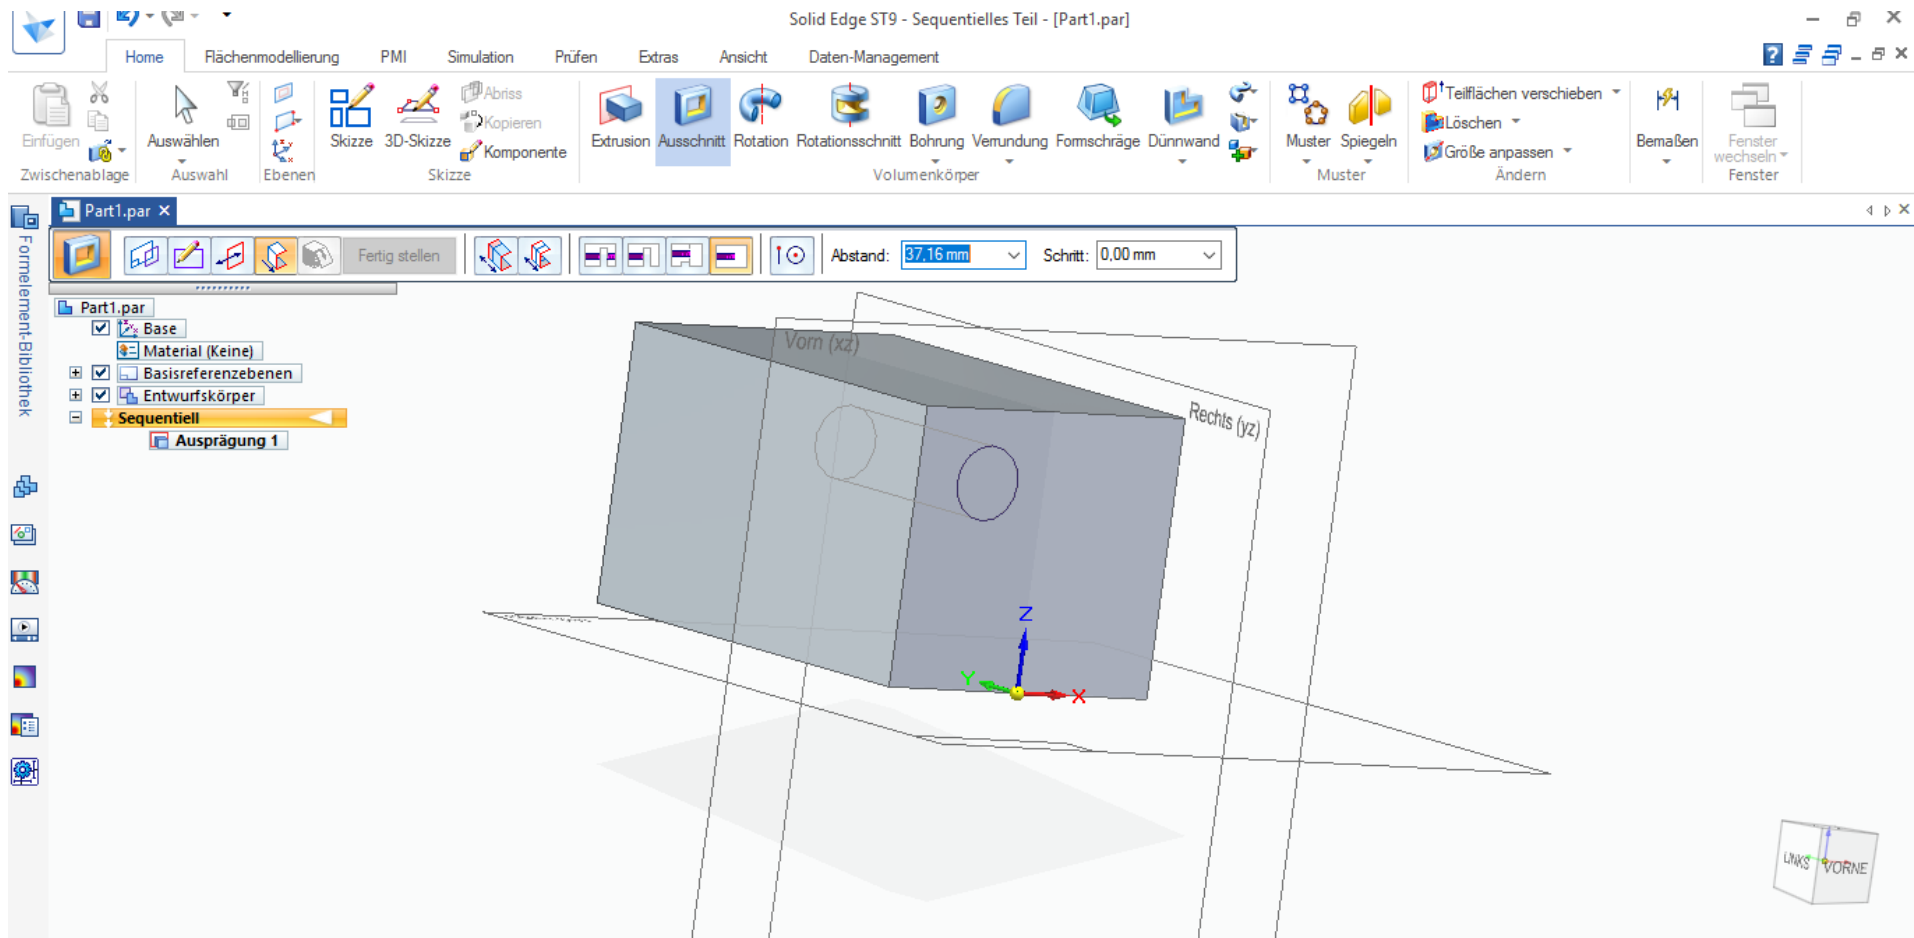 Solid Edge ST9 - Sequentielles Teil - [Part1.par]
Home Flächenmodellierung PMI Simulation Prüfen Extras Ansicht Daten-Management
Einfügen
Zwischenablage
Auswählen
Auswahl
Ebenen
Skizze 3D-Skizze
Abriss
Kopieren
Komponente
Skizze
Extrusion Ausschnitt Rotation Rotationsschnitt Bohrung Verrundung Formschräge Dünnwand
Volumenkörper
Muster Spiegeln
Muster
Teilflächen verschieben
Löschen
Größe anpassen
Ändern
Bemaßen
Fenster
wechseln
Fenster
Part1.par
Formelement-Bibliothek
Fertig stellen
Abstand: 37,16 mm Schritt: 0,00 mm
Part1.par
Base
Material (Keine)
Basisreferenzebenen
Entwurfskörper
Sequentiell
Ausprägung 1
Vorn (xz)
Rechts (yz)
Z
Y
X
LINKS VORNE